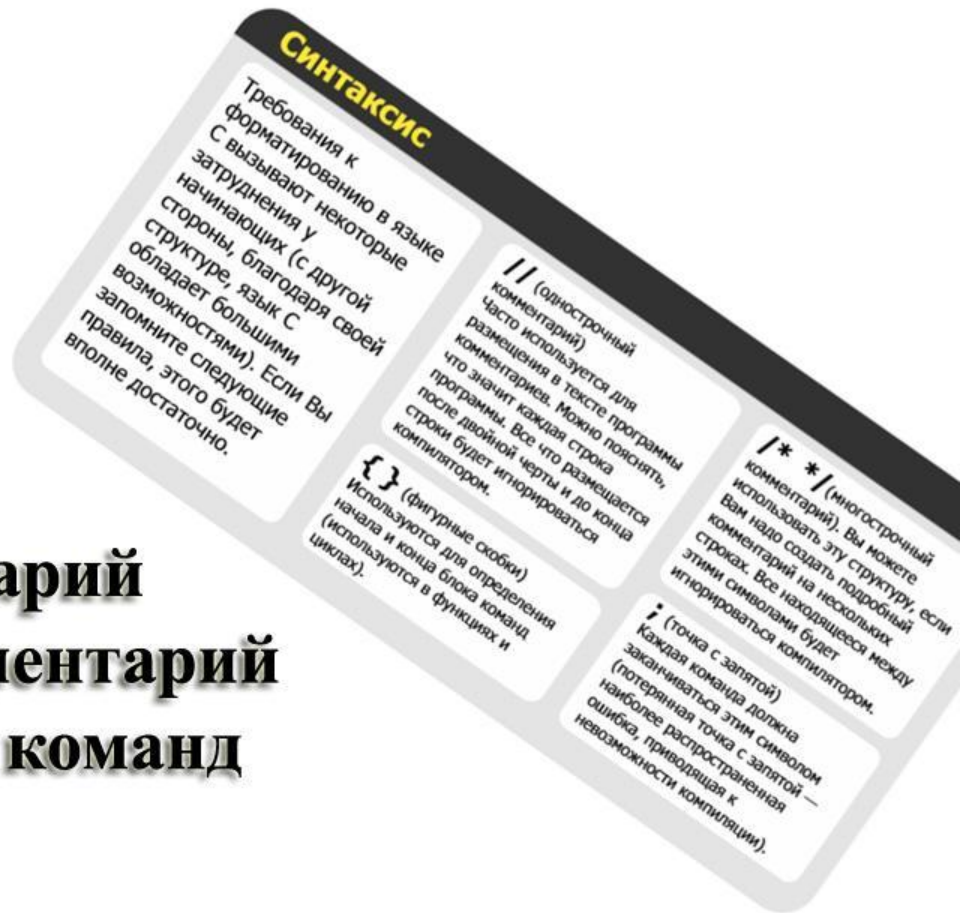 Синтаксис
Требования к
форматированию в языке
С вызывают некоторые
затруднения у
начинающих (с другой
стороны, благодаря своей
структуре, язык С
обладает большими
возможностями). Если Вы
запомните следующие
правила, этого будет
вполне достаточно.
// (однострочный
комментарий)
Часто используется для
размещения в тексте программы
комментариев. Можно пояснять,
что значит каждая строка
программы. Все что размещается
после двойной черты и до конца
строки будет игнорироваться
компилятором.
{ } (фигурные скобки)
Используются для определения
начала и конца блока команд
(используются в функциях и
циклах).
/* */(многострочный
комментарий). Вы можете
использовать эту структуру, если
Вам надо создать подробный
комментарий на нескольких
строках. Все находящееся между
этими символами будет
игнорироваться компилятором.
; (точка с запятой)
Каждая команда должна
заканчиваться этим символом
(потерянная точка с запятой —
наиболее распространенная
ошибка, приводящая к
невозможности компиляции).
арий
ментарий
команд